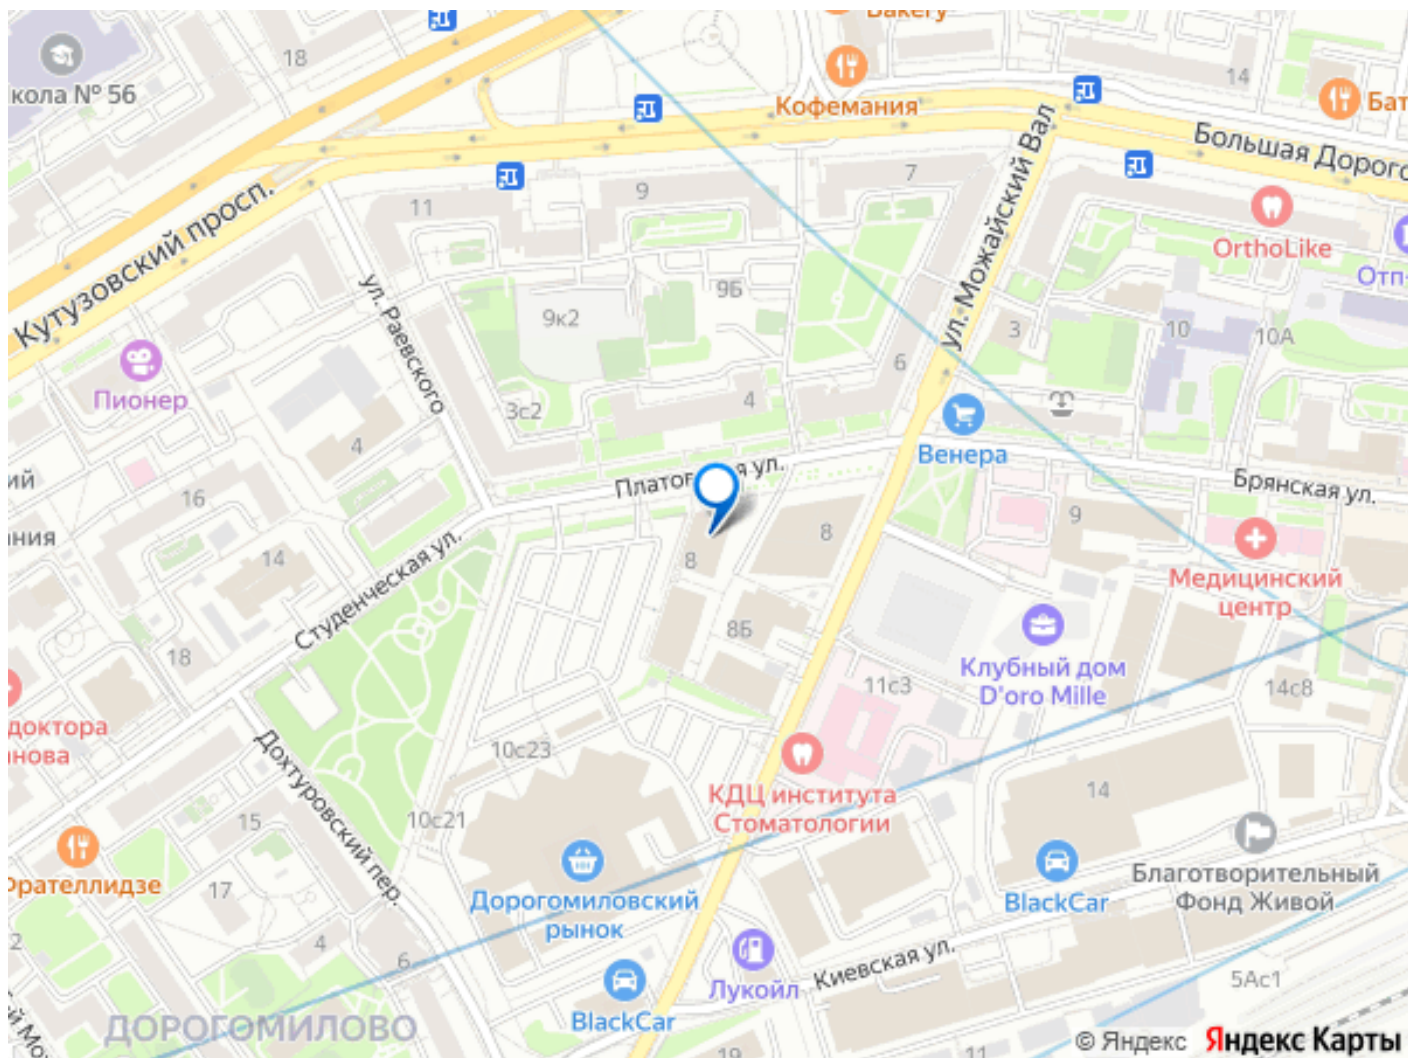 Bakery
18
кола № 56
Кофемания
14
Бат
Большая Дорого
ул. Можайский Вал
Кутузовский просп.
11
9
7
OrthoLike
Отп-
ул. Раевского
9Б
9к2
3
10
10А
Пионер
6
4
3с2
4
Венера
Платов
я ул.
Брянская ул.
ий
16
9
ания
Студенческая ул.
14
8
8
Медицинский
центр
8Б
18
Клубный дом
D'oro Mille
11с3
14с8
доктора
нова
10с23
Дохтуровский пер.
КДЦ института
Стоматологии
14
10с21
15
Фрателлидзе
17
Дорогомиловский
рынок
BlackCar
Благотворительный
Фонд Живой
2
4
6
Лукойл
Киевская ул.
5Ас1
BlackCar
ДОРОГОМИЛОВО
19
11
© Яндекс Яндекс Карты